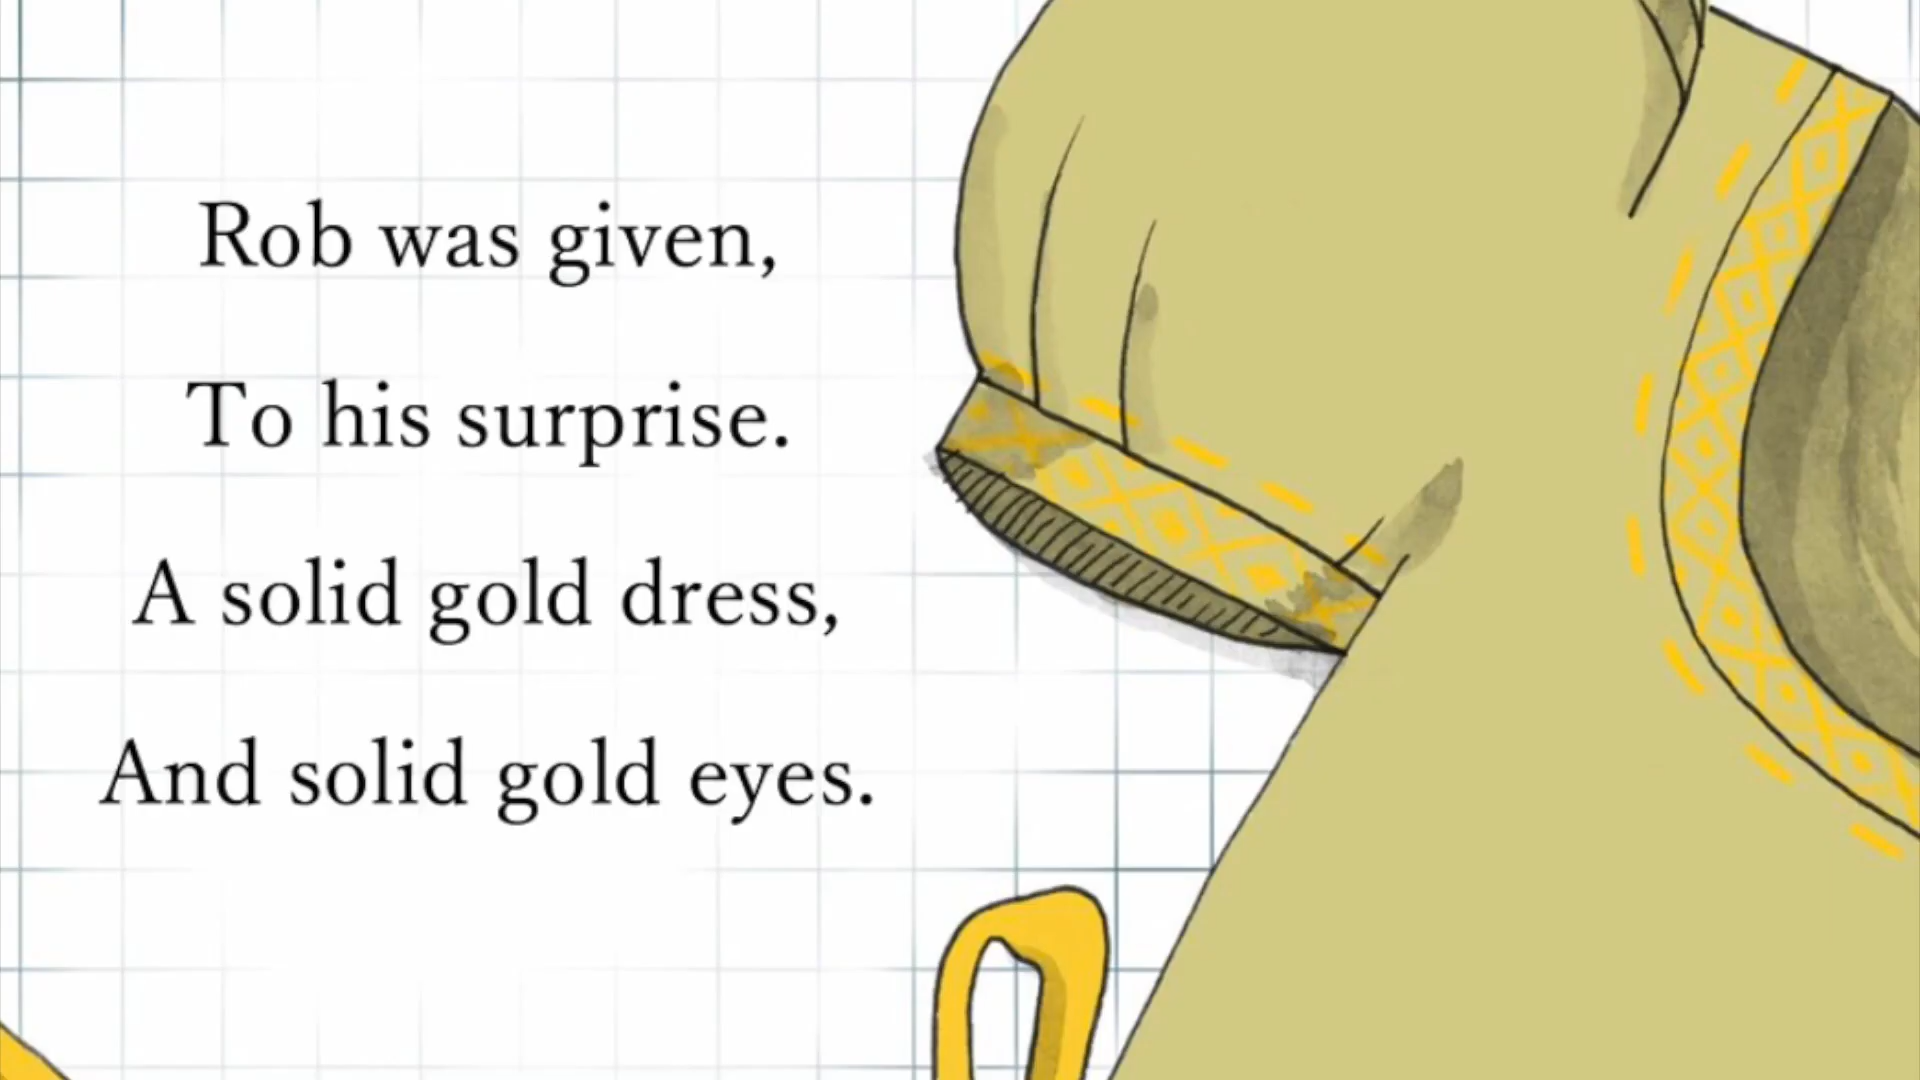 Rob was given,
To his surprise.
A solid gold dress,
And solid gold eyes.